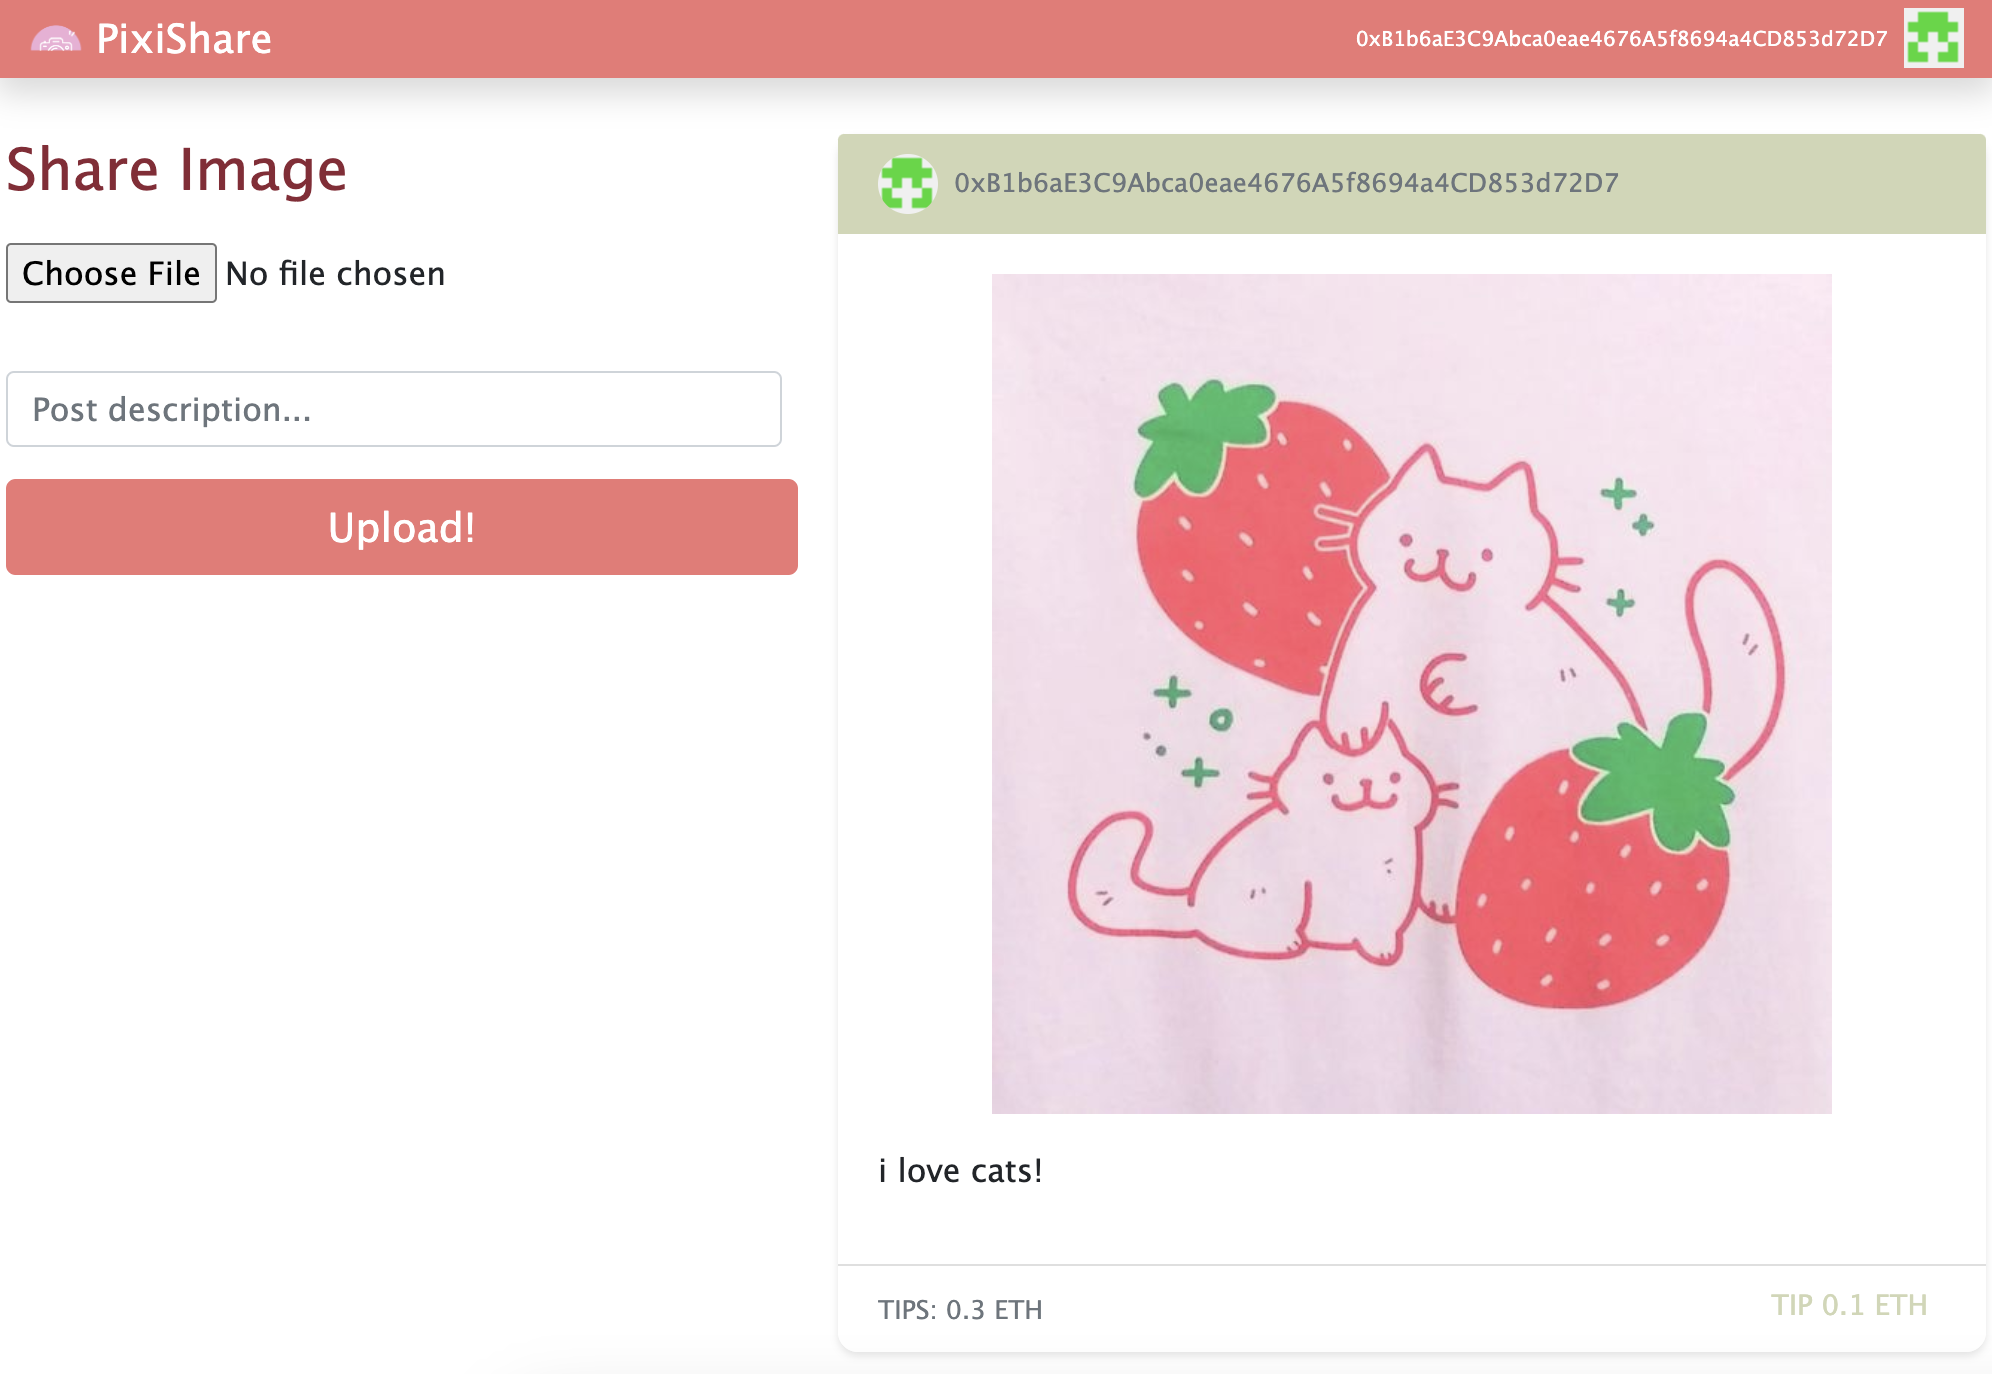 PixiShare
0xB1b6aE3C9Abca0eae4676A5f8694a4CD853d72D7
Share Image
Choose File No file chosen
Post description...
Upload!
0xB1b6aE3C9Abca0eae4676A5f8694a4CD853d72D7
i love cats!
TIPS: 0.3 ETH
TIP 0.1 ETH